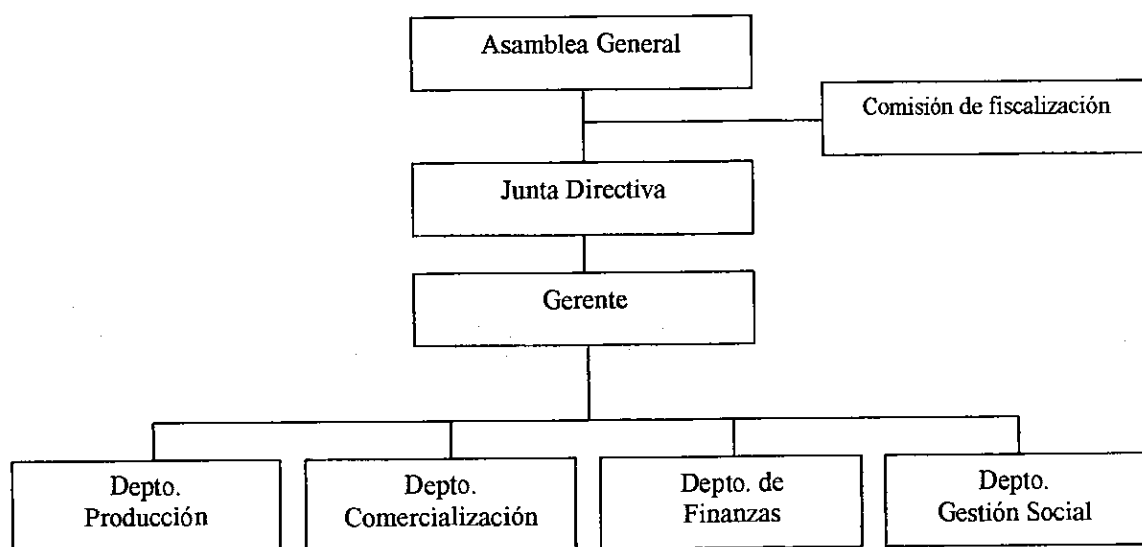 Asamblea General
Comisión de fiscalización
Junta Directiva
Gerente
Depto.
Producción
Depto.
Comercialización
Depto. de
Finanzas
Depto.
Gestión Social